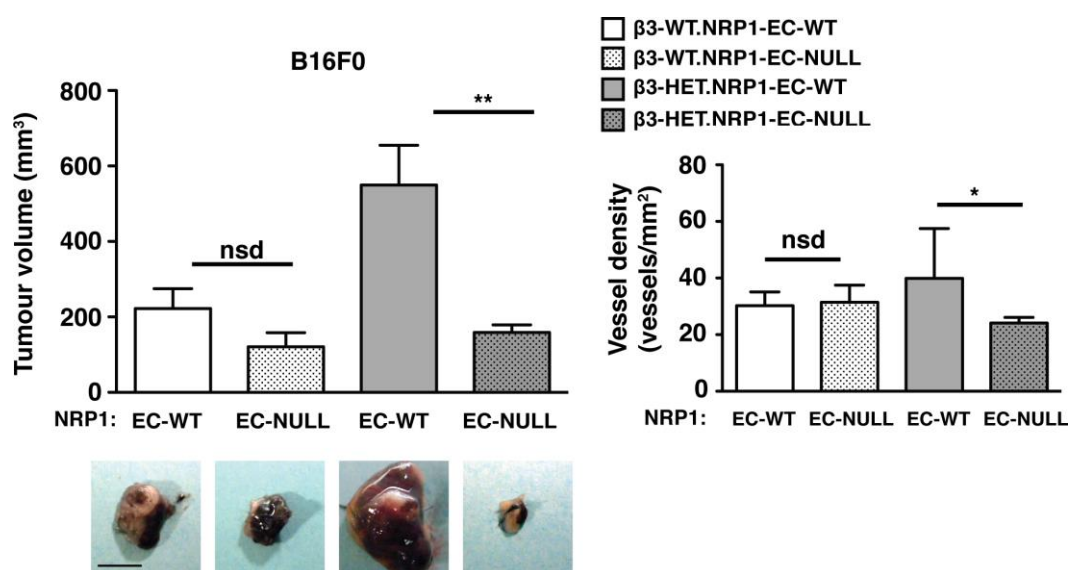 B16F0
Tumour volume (mm³)
800
600
400
200
0
nsd
**
NRP1: EC-WT EC-NULL EC-WT EC-NULL
β3-WT.NRP1-EC-WT
β3-WT.NRP1-EC-NULL
β3-HET.NRP1-EC-WT
β3-HET.NRP1-EC-NULL
Vessel density
(vessels/mm²)
80
60
40
20
0
nsd
*
NRP1: EC-WT EC-NULL EC-WT EC-NULL